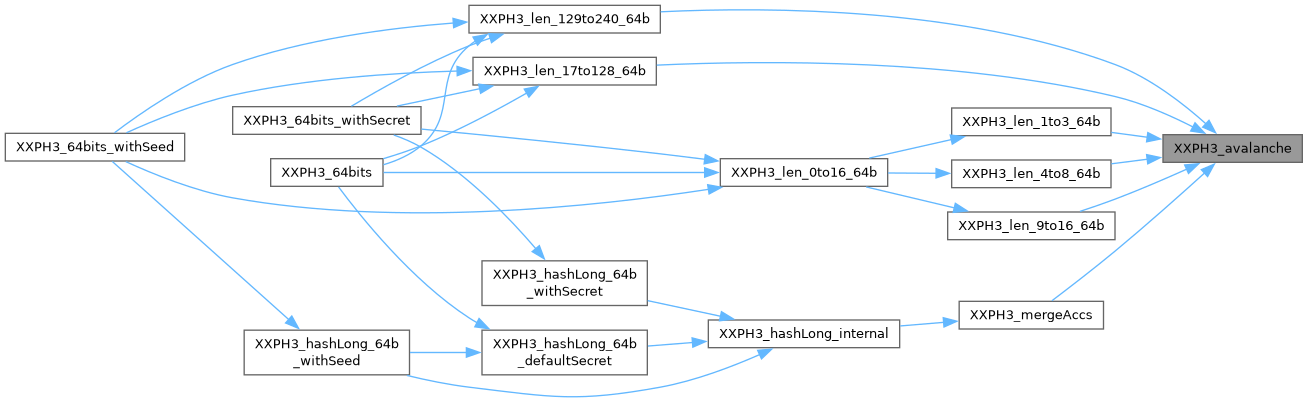 XXPH3_len_129to240_64b
XXPH3_len_17to128_64b
XXPH3_64bits_withSecret
XXPH3_len_1to3_64b
XXPH3_64bits_withSeed
XXPH3_avalanche
XXPH3_64bits
XXPH3_len_0to16_64b
XXPH3_len_4to8_64b
XXPH3_len_9to16_64b
XXPH3_hashLong_64b
_withSecret
XXPH3_mergeAccs
XXPH3_hashLong_internal
XXPH3_hashLong_64b
_withSeed
XXPH3_hashLong_64b
_defaultSecret